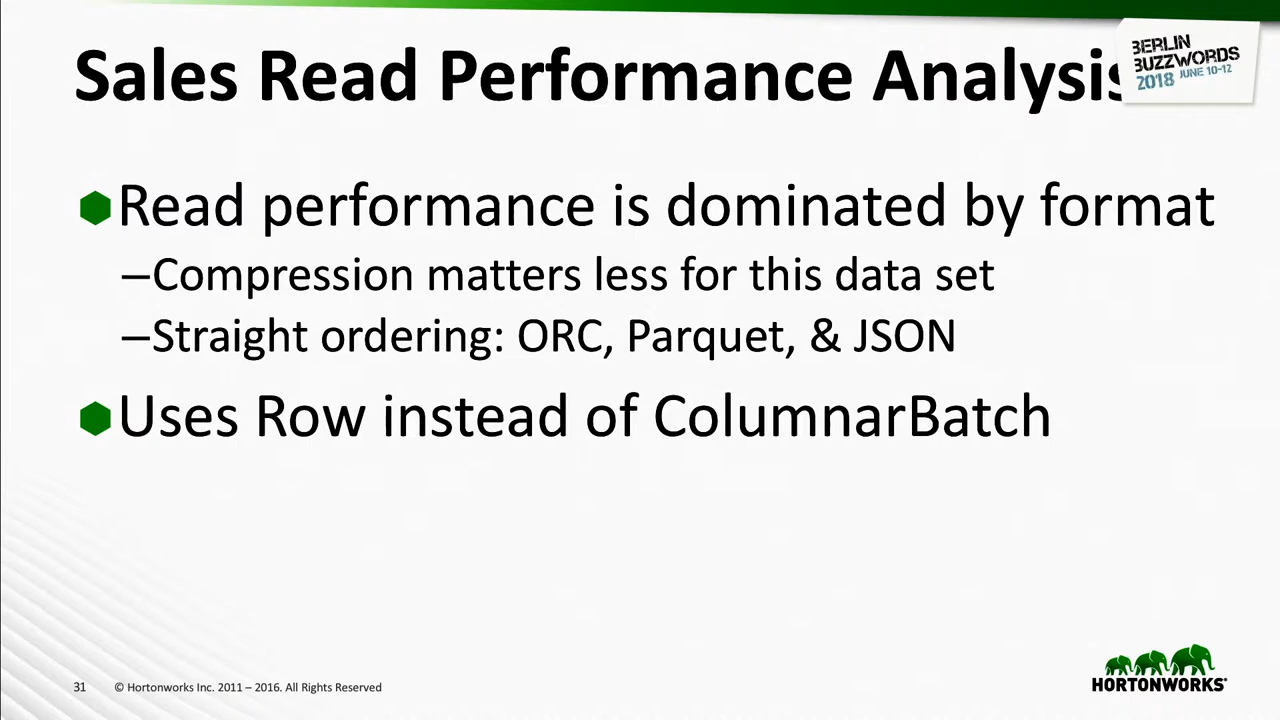 Sales Read Performance Analysis
BERLIN
BUZZWORDS
2018 JUNE 10-12
Read performance is dominated by format
–Compression matters less for this data set
–Straight ordering: ORC, Parquet, & JSON
Uses Row instead of ColumnarBatch
31 © Hortonworks Inc. 2011 – 2016. All Rights Reserved
HORTONWORKS®